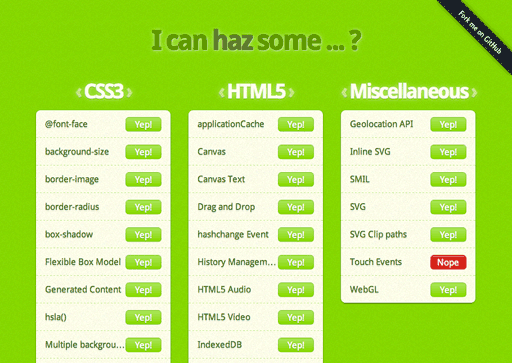 Fork me on GitHub
I can haz some ... ?
‹ CSS3 ›
@font-face Yep!
background-size Yep!
border-image Yep!
border-radius Yep!
box-shadow Yep!
Flexible Box Model Yep!
Generated Content Yep!
hsla() Yep!
Multiple backgrou... Yep!
‹ HTML5 ›
applicationCache Yep!
Canvas Yep!
Canvas Text Yep!
Drag and Drop Yep!
hashchange Event Yep!
History Managem... Yep!
HTML5 Audio Yep!
HTML5 Video Yep!
IndexedDB Yep!
‹ Miscellaneous ›
Geolocation API Yep!
Inline SVG Yep!
SMIL Yep!
SVG Yep!
SVG Clip paths Yep!
Touch Events Nope
WebGL Yep!